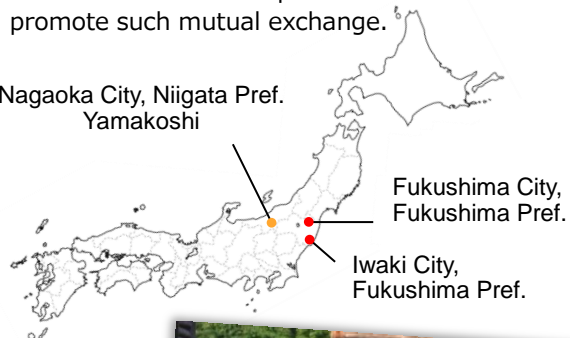 promote such mutual exchange.
Nagaoka City, Niigata Pref.
Yamakoshi
Fukushima City,
Fukushima Pref.
Iwaki City,
Fukushima Pref.